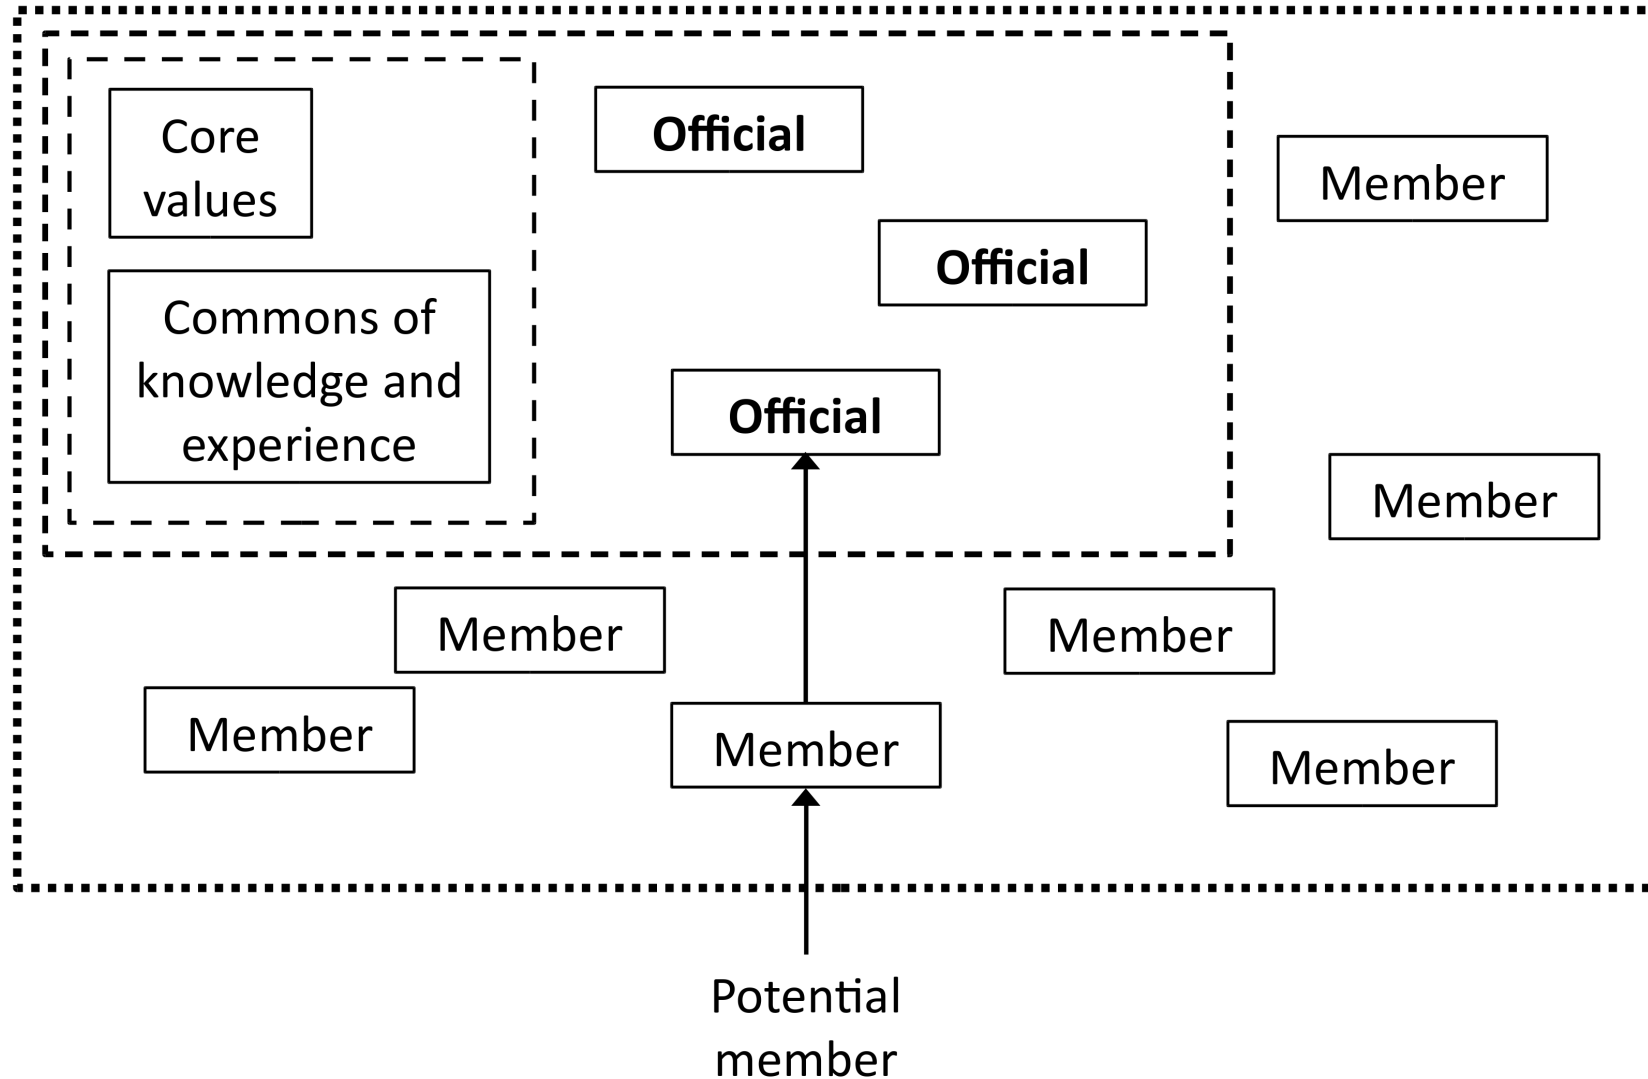 Core
values
Official
Member
Official
Commons of
knowledge and
experience
Official
Member
Member
Member
Member
Member
Member
Potential
member